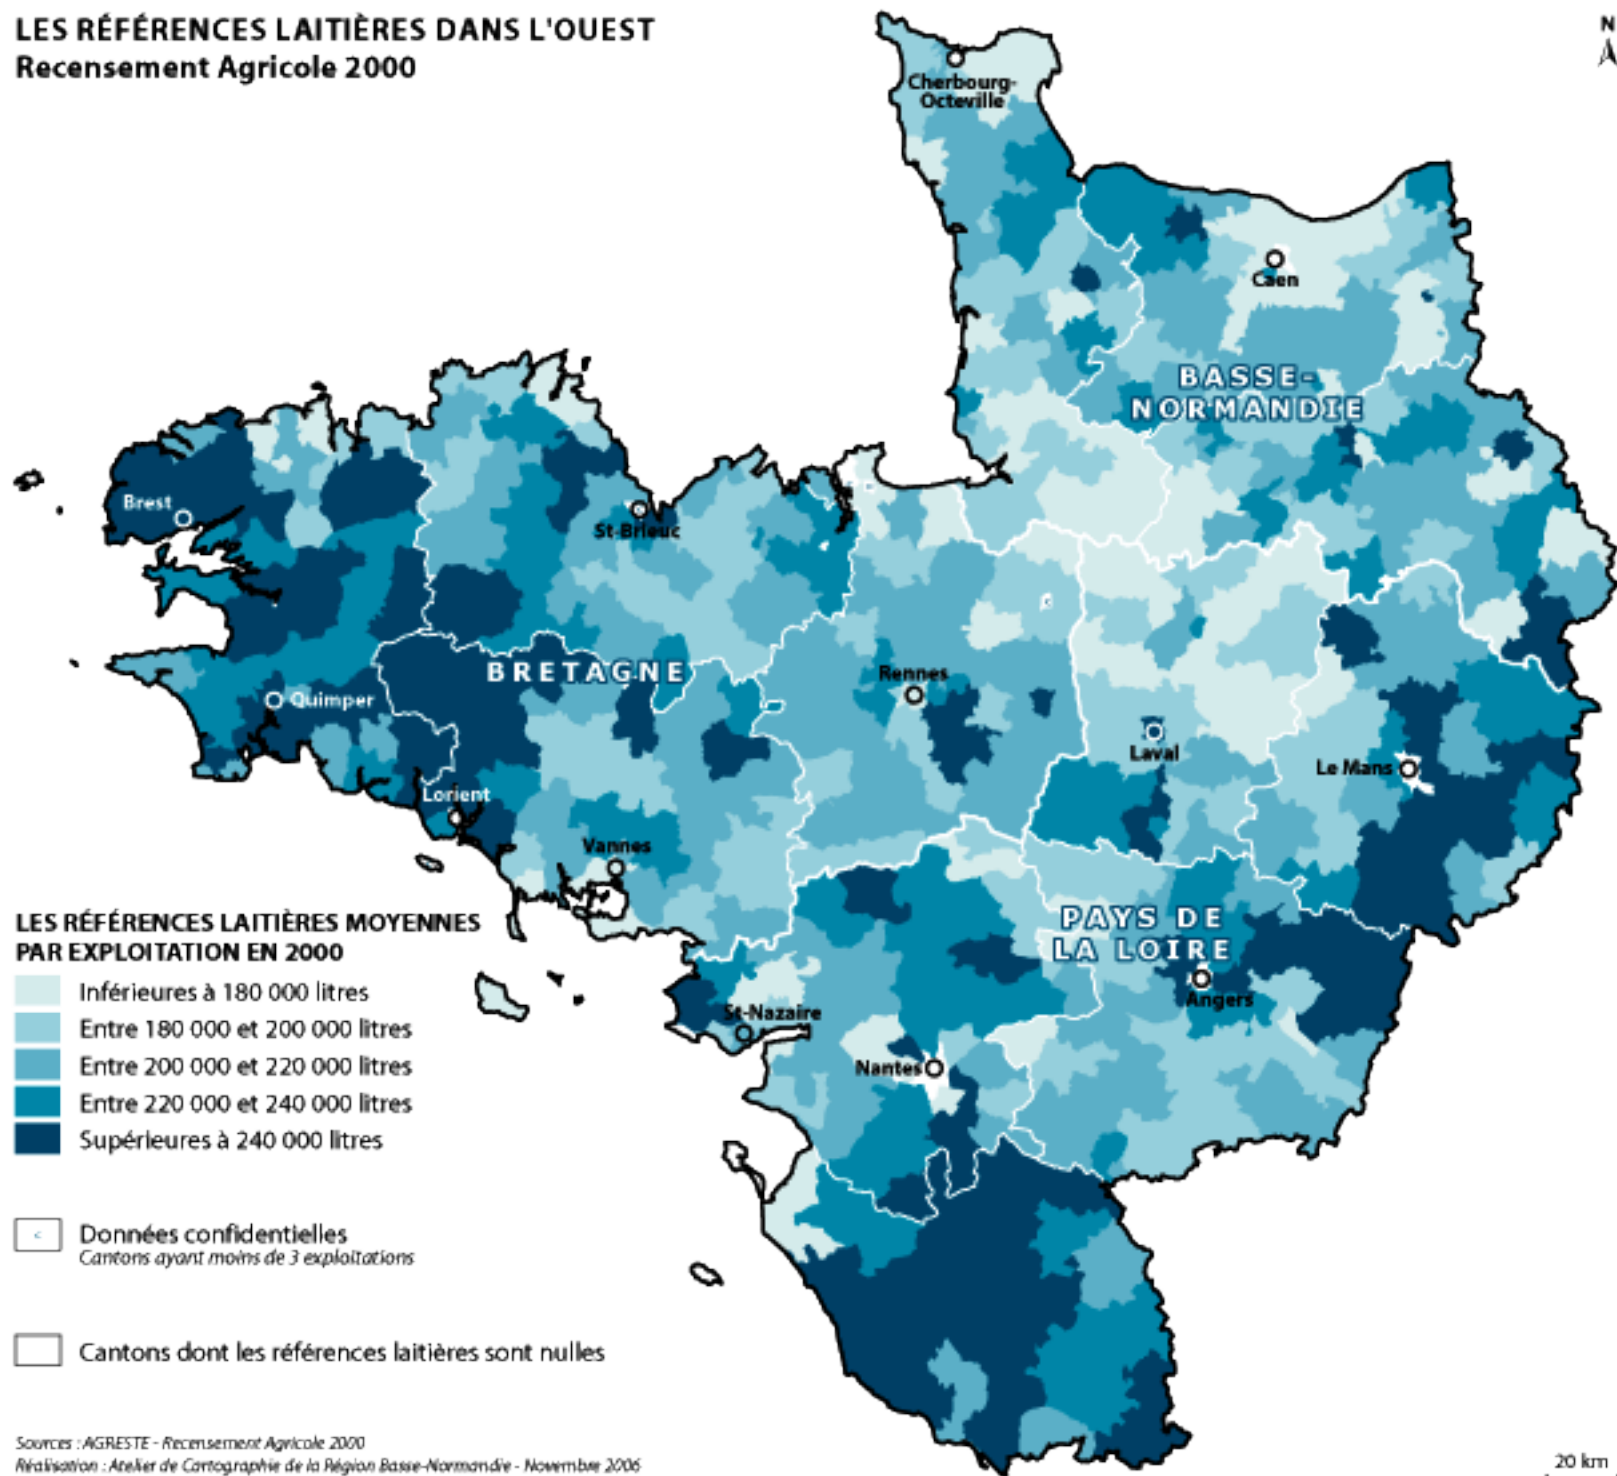 LES RÉFÉRENCES LAITIÈRES DANS L'OUEST
Recensement Agricole 2000
N
Cherbourg-
Octeville
Caen
BASSE-
NORMANDIE
Brest
St-Brieuc
BRETAGNE
Rennes
Quimper
Laval
Le Mans
Lorient
Vannes
PAYS DE
LA LOIRE
Angers
St-Nazaire
Nantes
c
LES RÉFÉRENCES LAITIÈRES MOYENNES
PAR EXPLOITATION EN 2000
Inférieures à 180 000 litres
Entre 180 000 et 200 000 litres
Entre 200 000 et 220 000 litres
Entre 220 000 et 240 000 litres
Supérieures à 240 000 litres
c
Données confidentielles
Cantons ayant moins de 3 exploitations
Cantons dont les références laitières sont nulles
Sources : AGRESTE - Recensement Agricole 2000
Réalisation : Atelier de Cartographie de la Région Basse-Normandie - Novembre 2006
20 km